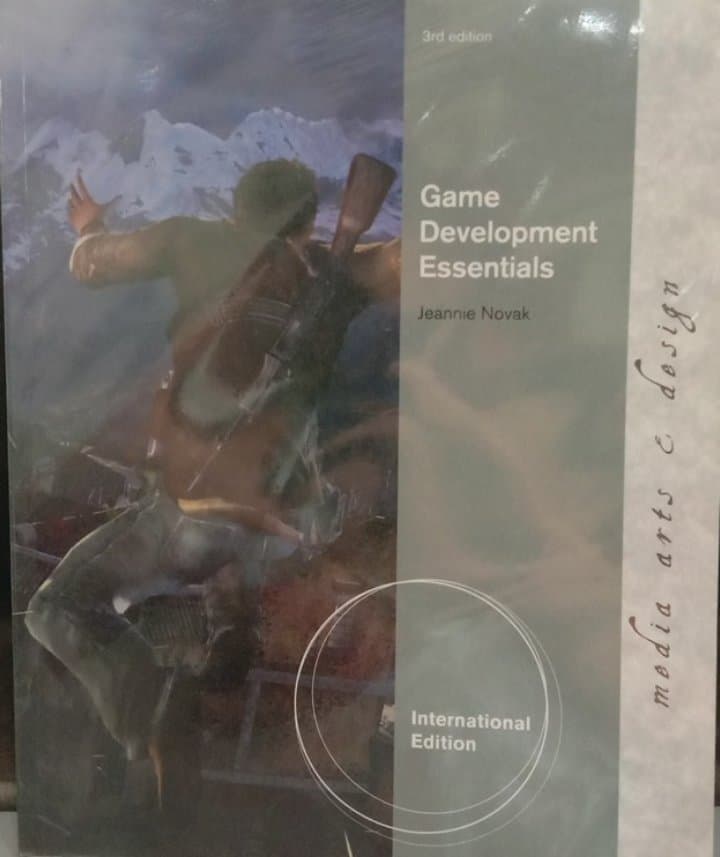 3rd edition
Game
Development
Essentials
Jeannie Novak
International
Edition
media arts & design